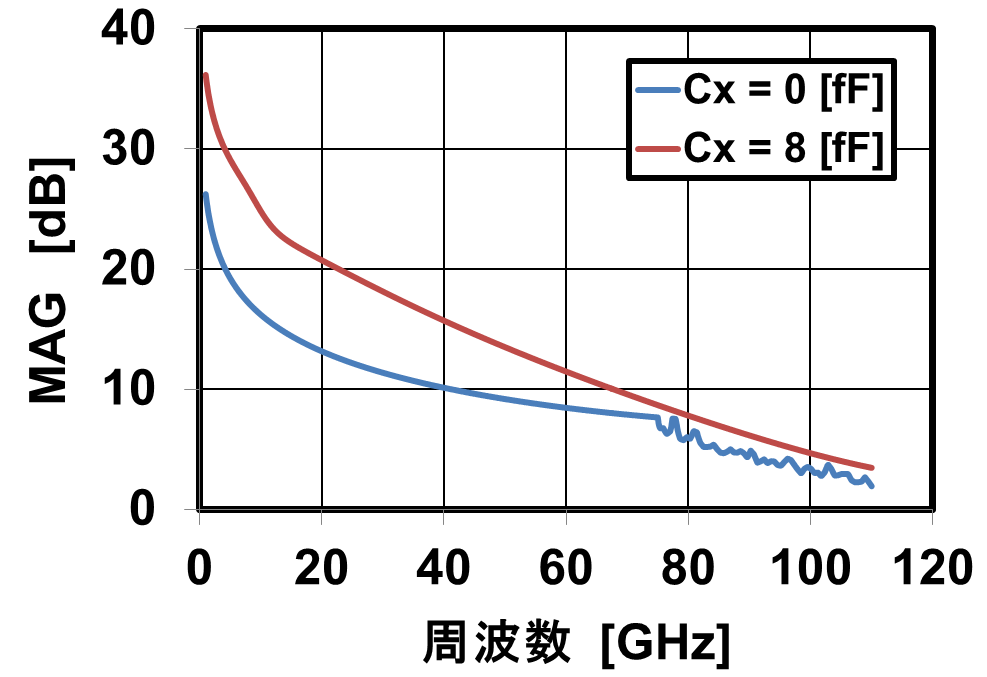 40
30
20
10
0
MAG [dB]
Cx = 0 [fF]
Cx = 8 [fF]
0 20 40 60 80 100 120
周波数 [GHz]